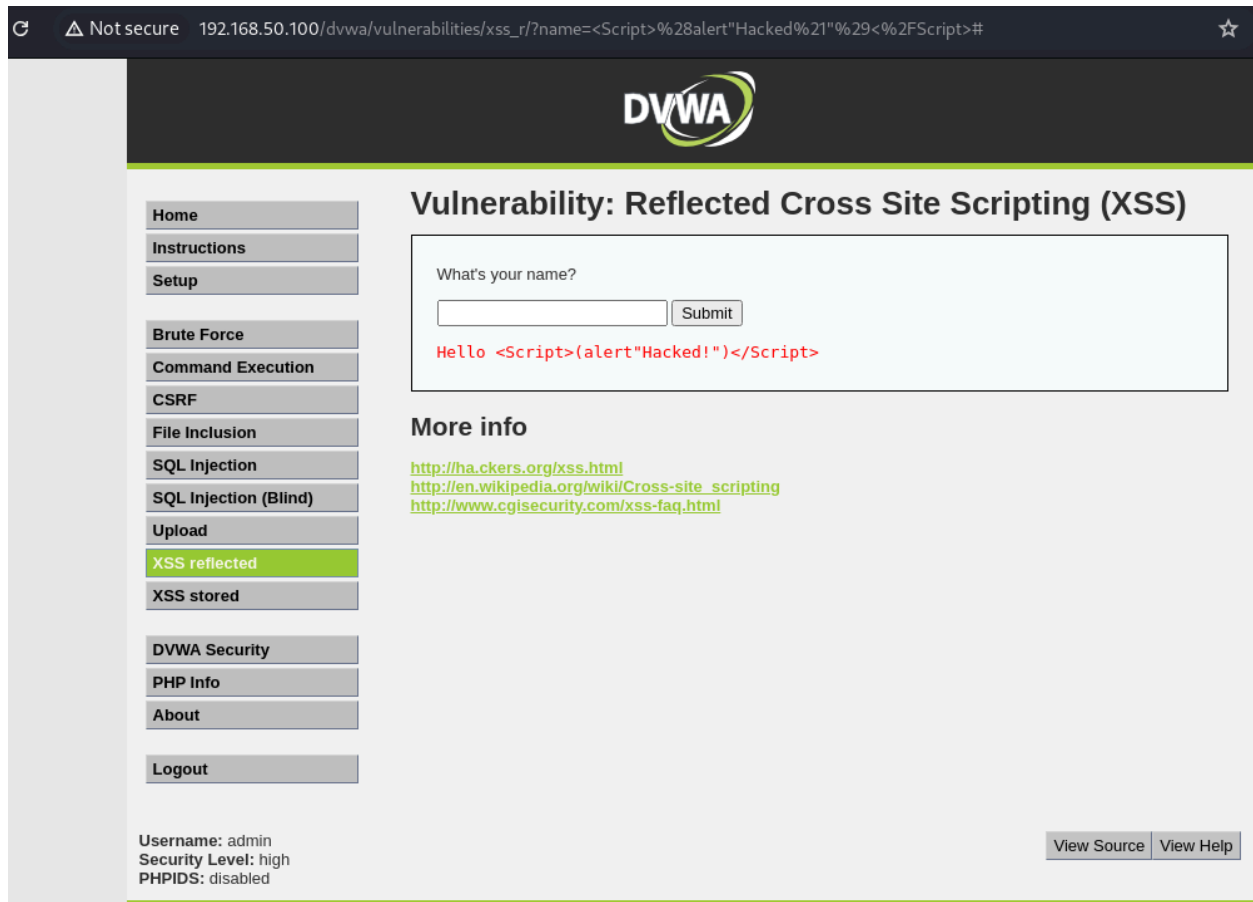 Not secure 192.168.50.100/dvwa/vulnerabilities/xss_r/?name=<Script>%28alert"Hacked%21"%29<%2FScript>#
DVWA
Home
Instructions
Setup
Brute Force
Command Execution
CSRF
File Inclusion
SQL Injection
SQL Injection (Blind)
Upload
XSS reflected
XSS stored
DVWA Security
PHP Info
About
Logout
Vulnerability: Reflected Cross Site Scripting (XSS)
What's your name?
Submit
Hello <Script>(alert"Hacked!")</Script>
More info
http://ha.ckers.org/xss.html
http://en.wikipedia.org/wiki/Cross-site_scripting
http://www.cgisecurity.com/xss-faq.html
Username: admin
Security Level: high
PHPIDS: disabled
View Source View Help